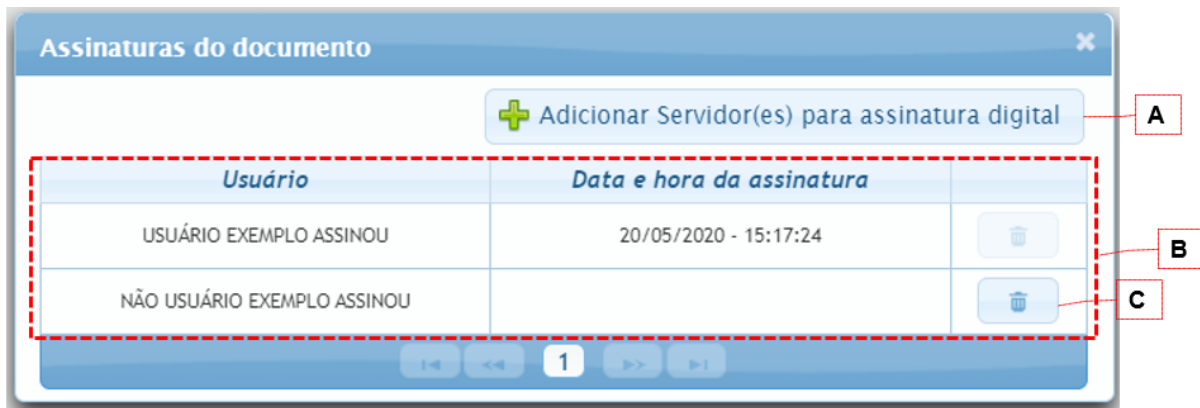 Assinaturas do documento
Adicionar Servidor(es) para assinatura digital
A
Usuário Data e hora da assinatura
USUÁRIO EXEMPLO ASSINOU 20/05/2020 - 15:17:24
B
NÃO USUÁRIO EXEMPLO ASSINOU
C
1